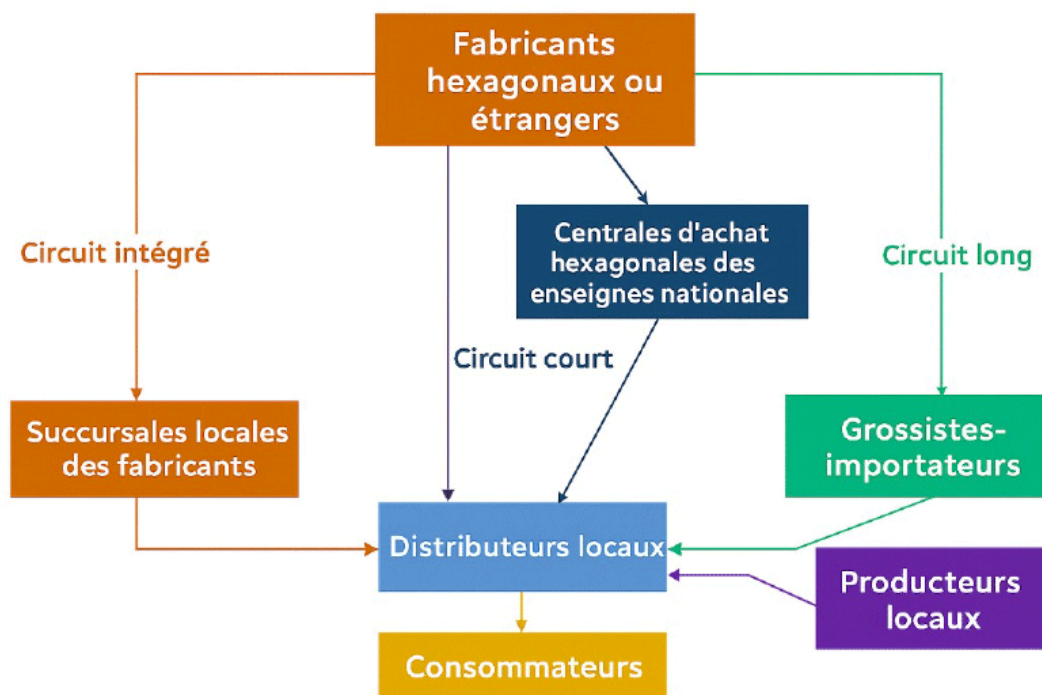 Fabricants
hexagonaux ou
étrangers
Circuit intégré
Centrales d'achat
hexagonales des
enseignes nationales
Circuit long
Circuit court
Succursales locales
des fabricants
Grossistes-
importateurs
Distributeurs locaux
Producteurs
locaux
Consommateurs